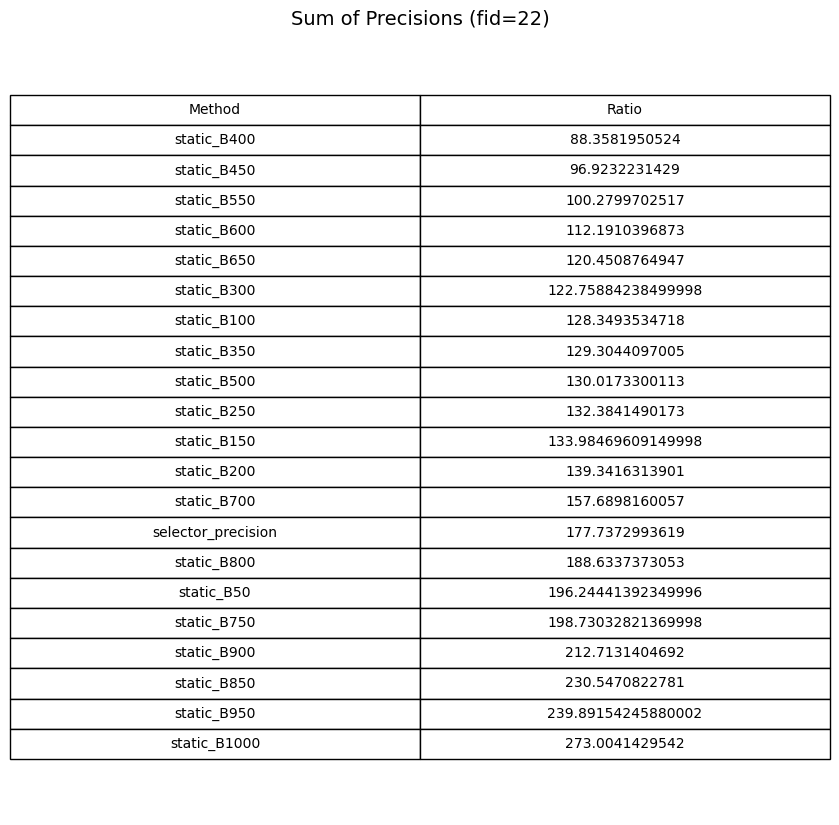 Sum of Precisions (fid=22)
Method Ratio
static_B400 88.3581950524
static_B450 96.9232231429
static_B550 100.2799702517
static_B600 112.1910396873
static_B650 120.4508764947
static_B300 122.75884238499998
static_B100 128.3493534718
static_B350 129.3044097005
static_B500 130.0173300113
static_B250 132.3841490173
static_B150 133.98469609149998
static_B200 139.3416313901
static_B700 157.6898160057
selector_precision 177.7372993619
static_B800 188.6337373053
static_B50 196.24441392349996
static_B750 198.73032821369998
static_B900 212.7131404692
static_B850 230.5470822781
static_B950 239.89154245880002
static_B1000 273.0041429542